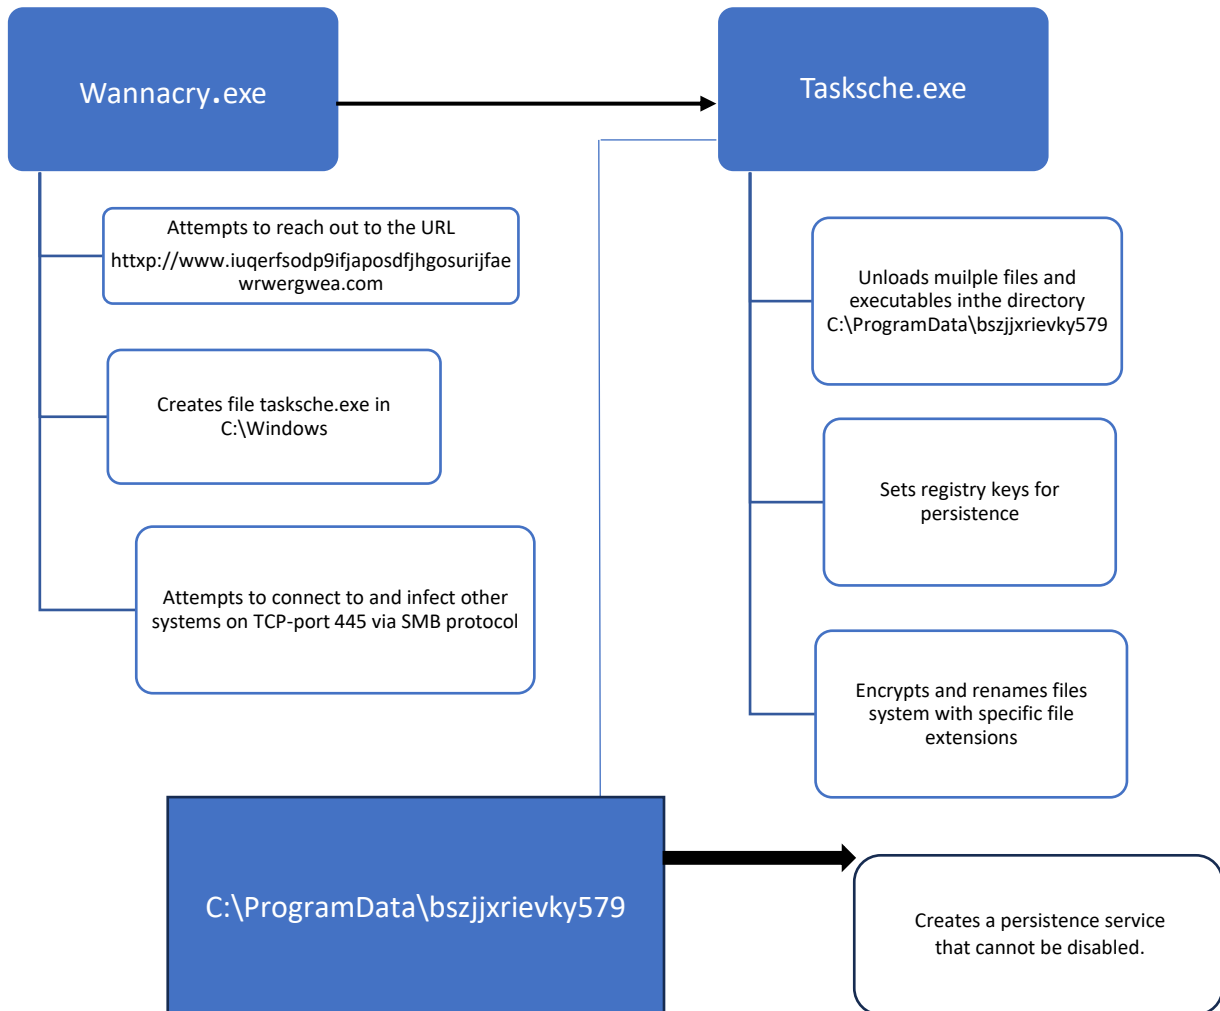 Wannacry.exe
Tasksche.exe
Attempts to reach out to the URL
httxp://www.iuqerfsodp9ifjaposdfjhgosurijfae
wrwergwea.com
Creates file tasksche.exe in
C:\Windows
Attempts to connect to and infect other
systems on TCP-port 445 via SMB protocol
Unloads muilple files and
executables inthe directory
C:\ProgramData\bszjjxrievky579
Sets registry keys for
persistence
Encrypts and renames files
system with specific file
extensions
C:\ProgramData\bszjjxrievky579
Creates a persistence service
that cannot be disabled.